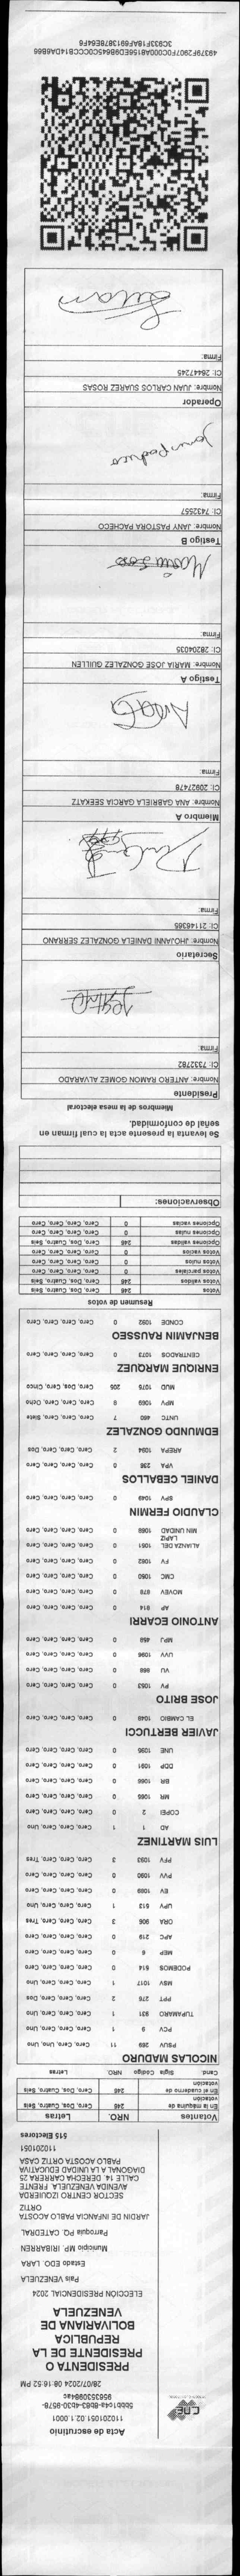 CNE
Acta de escrutinio
110201051.02.1.0001
28/07/2024 08:16:52 PM
PRESIDENTA O
PRESIDENTE DE LA
REPUBLICA
BOLIVARIANA DE
VENEZUELA
ELECCION PRESIDENCIAL 2024
Pais VENEZUELA
Estado EDO. LARA
Municipio MP. IRIBARREN
Parroquia PQ. CATEDRAL
JARDIN DE INFANCIA PABLO ACOSTA
ORTIZ
SECTOR CENTRO IZQUIERDA
AVENIDA VENEZUELA. FRENTE
CALLE 14. DERECHA CARRERA 25
DIAGONAL A LA UNIDAD EDUCATIVA
PABLO ACOSTA ORTIZ CASA
110201051
515 Electores
Votantes NRO. Letras
En la máquina de votación 246 Cero, Dos, Cuatro, Seis
En el cuaderno de votación 246 Cero, Dos, Cuatro, Seis
Cand. Sigla Código NRO. Letras
NICOLAS MADURO
PSUV 269 11 Cero, Cero, Uno, Uno
PCV 9 1 Cero, Cero, Cero, Uno
TUPAMARO 931 1 Cero, Cero, Cero, Uno
PPT 276 2 Cero, Cero, Cero, Dos
MSV 1017 1 Cero, Cero, Cero, Uno
PODEMOS 614 0 Cero, Cero, Cero, Cero
MEP 6 0 Cero, Cero, Cero, Cero
APC 219 0 Cero, Cero, Cero, Cero
ORA 906 3 Cero, Cero, Cero, Tres
UPV 613 1 Cero, Cero, Cero, Uno
EV 1089 0 Cero, Cero, Cero, Cero
PVV 1090 0 Cero, Cero, Cero, Cero
PFV 1093 3 Cero, Cero, Cero, Tres
LUIS MARTINEZ
AD 1 1 Cero, Cero, Cero, Uno
COPEI 2 0 Cero, Cero, Cero, Cero
MR 1065 0 Cero, Cero, Cero, Cero
BR 1066 0 Cero, Cero, Cero, Cero
DDP 1091 0 Cero, Cero, Cero, Cero
UNE 1095 0 Cero, Cero, Cero, Cero
JAVIER BERTUCCI
EL CAMBIO 1048 0 Cero, Cero, Cero, Cero
JOSE BRITO
PV 1053 0 Cero, Cero, Cero, Cero
VU 868 0 Cero, Cero, Cero, Cero
UVV 1096 0 Cero, Cero, Cero, Cero
MPJ 458 0 Cero, Cero, Cero, Cero
ANTONIO ECARRI
AP 814 0 Cero, Cero, Cero, Cero
MOVEV 878 0 Cero, Cero, Cero, Cero
CMC 1050 0 Cero, Cero, Cero, Cero
FV 1062 0 Cero, Cero, Cero, Cero
ALIANZA DEL LAPIZ 1051 0 Cero, Cero, Cero, Cero
MIN UNIDAD 1069 0 Cero, Cero, Cero, Cero
CLAUDIO FERMIN
SPV 1049 0 Cero, Cero, Cero, Cero
DANIEL CEBALLOS
VPA 236 0 Cero, Cero, Cero, Cero
AREPA 1094 2 Cero, Cero, Cero, Dos
EDMUNDO GONZALEZ
UNTC 460 7 Cero, Cero, Cero, Siete
MPV 1069 8 Cero, Cero, Cero, Ocho
MUD 1075 205 Cero, Dos, Cero, Cinco
ENRIQUE MARQUEZ
CENTRADOS 1073 0 Cero, Cero, Cero, Cero
BENJAMIN RAUSSEO
CONDE 1092 0 Cero, Cero, Cero, Cero
Resumen de votos
Votos 246 Cero, Dos, Cuatro, Seis
Votos válidos 246 Cero, Dos, Cuatro, Seis
Votos parciales 0 Cero, Cero, Cero, Cero
Votos nulos 0 Cero, Cero, Cero, Cero
Votos vacíos 0 Cero, Cero, Cero, Cero
Opciones válidas 246 Cero, Dos, Cuatro, Seis
Opciones nulas 0 Cero, Cero, Cero, Cero
Opciones vacías 0 Cero, Cero, Cero, Cero
Observaciones:
Se levanta la presente acta la cual firman en
señal de conformidad.
Miembros de la mesa electoral
Presidente
Nombre: ANTERO RAMON GOMEZ ALVARADO
CI: 7332782
Firma:
Secretario
Nombre: JHOJANNI DANIELA GONZALEZ SERRANO
CI: 21146365
Firma:
Miembro A
Nombre: ANA GABRIELA GARCIA SEEKATZ
CI: 20927478
Firma:
Testigo A
Nombre: MARIA JOSE GONZALEZ GUILLEN
CI: 28204035
Firma:
Testigo B
Nombre: JANY PASTORA PACHECO
CI: 7432557
Firma:
Operador
Nombre: JUAN CARLOS SUAREZ ROSAS
CI: 26447245
Firma: